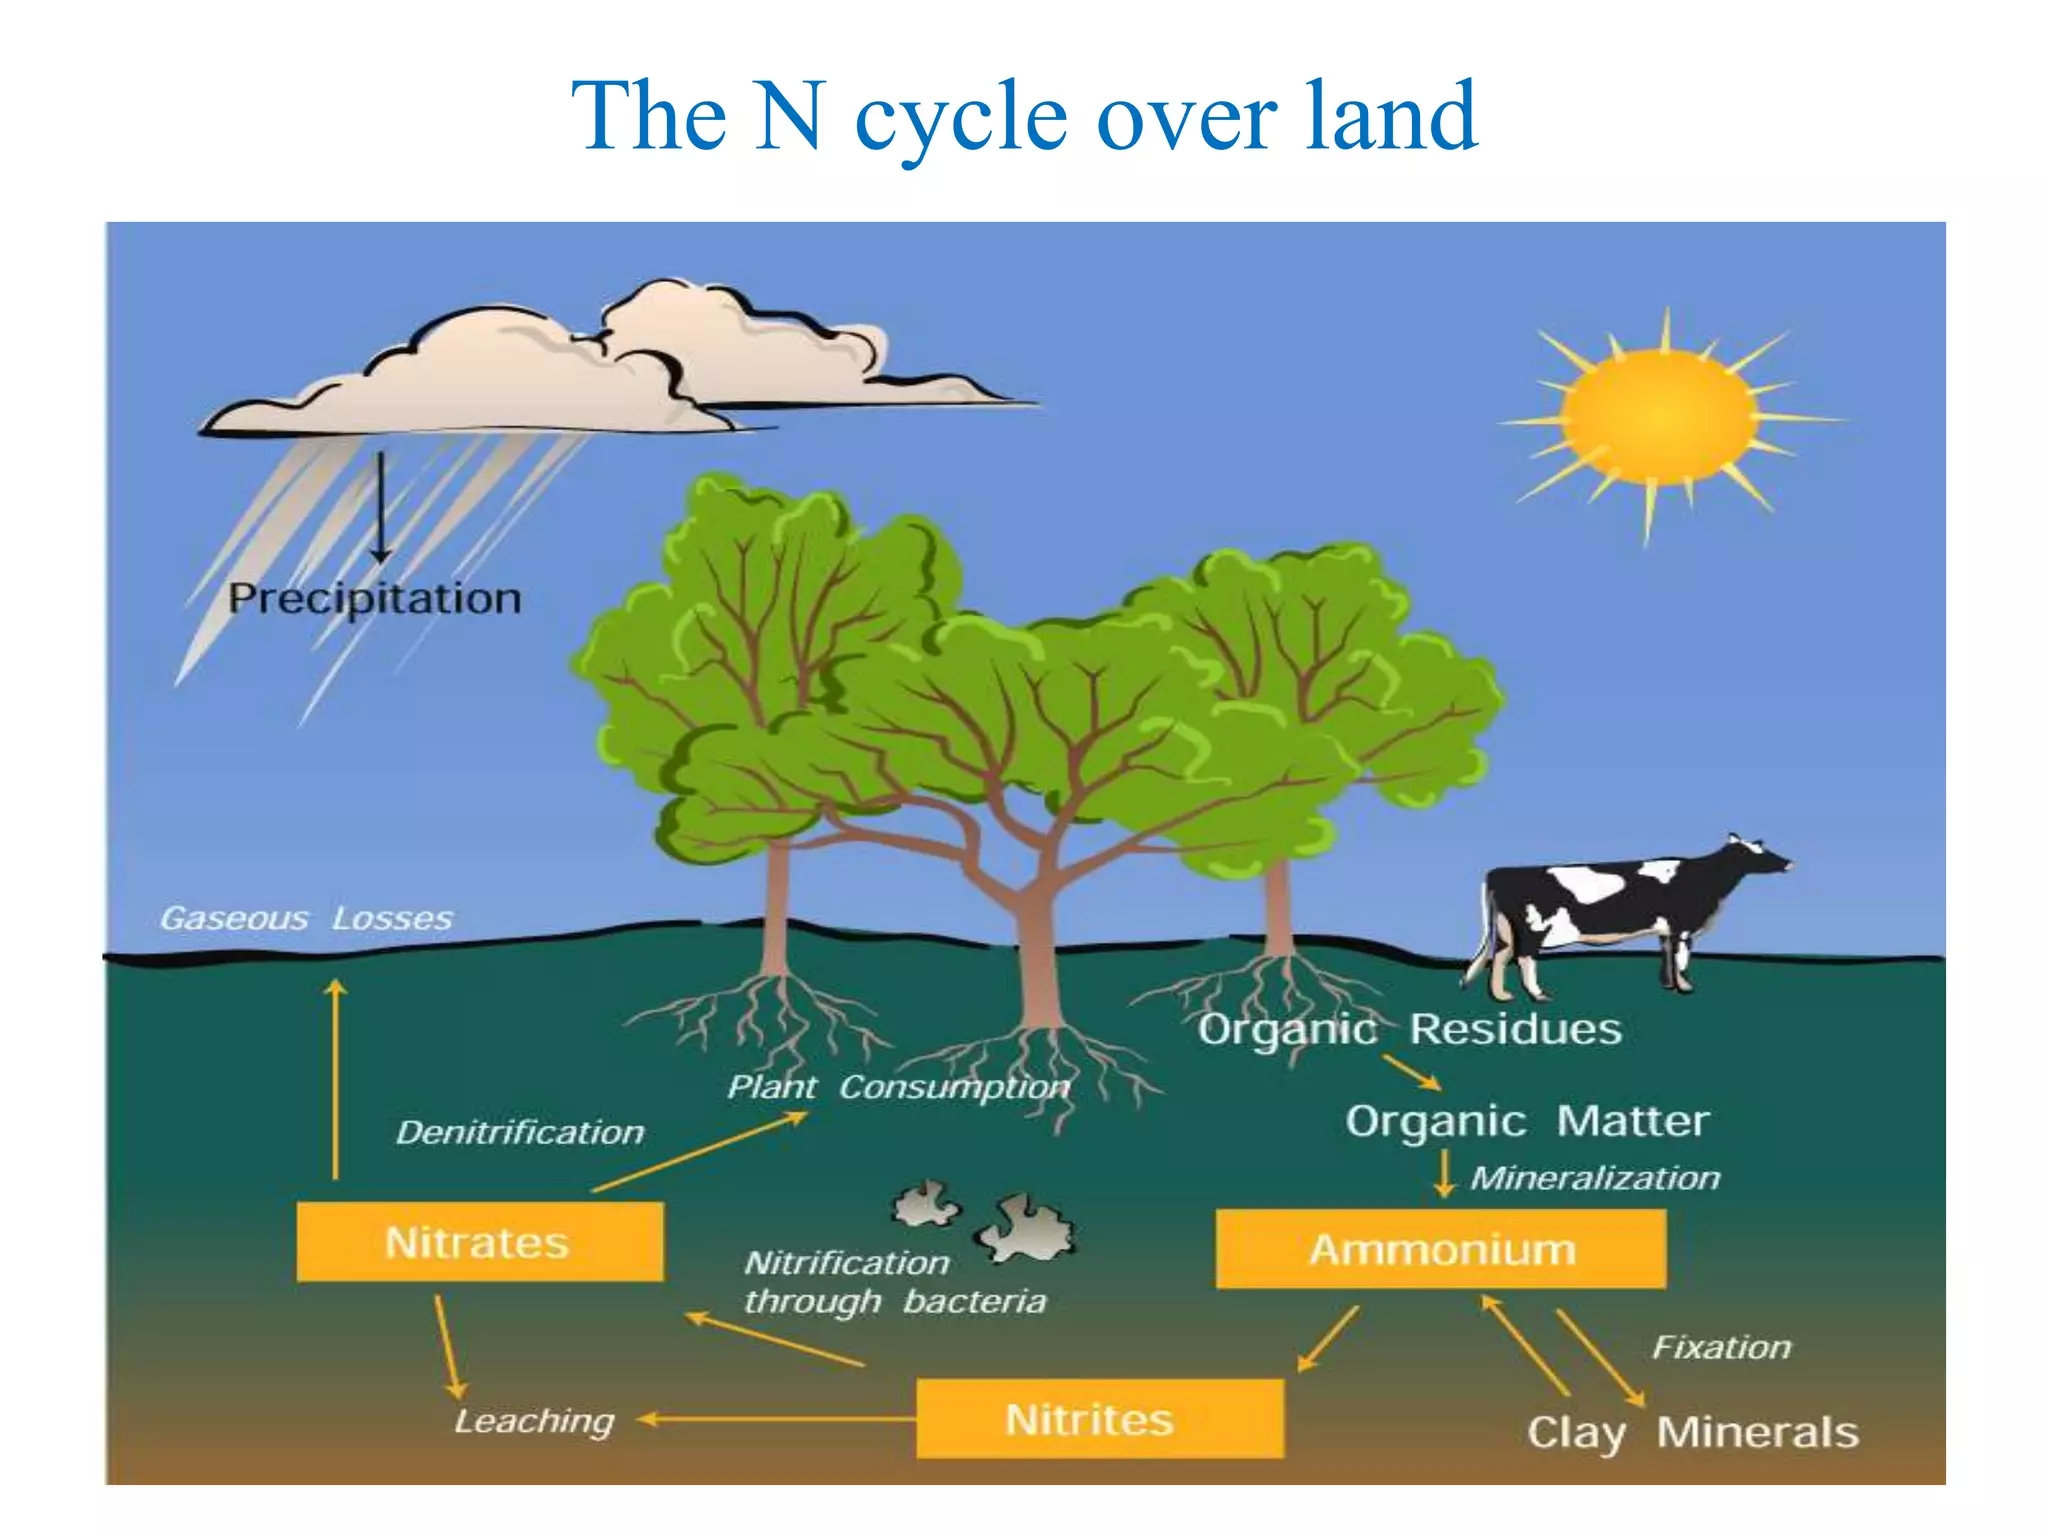 The N cycle over land
Precipitation
Gaseous Losses
Organic Residues
Plant Consumption
Organic Matter
Denitrification
Mineralization
Nitrates
Ammonium
Nitrification
through bacteria
Fixation
Leaching
Nitrites
Clay Minerals